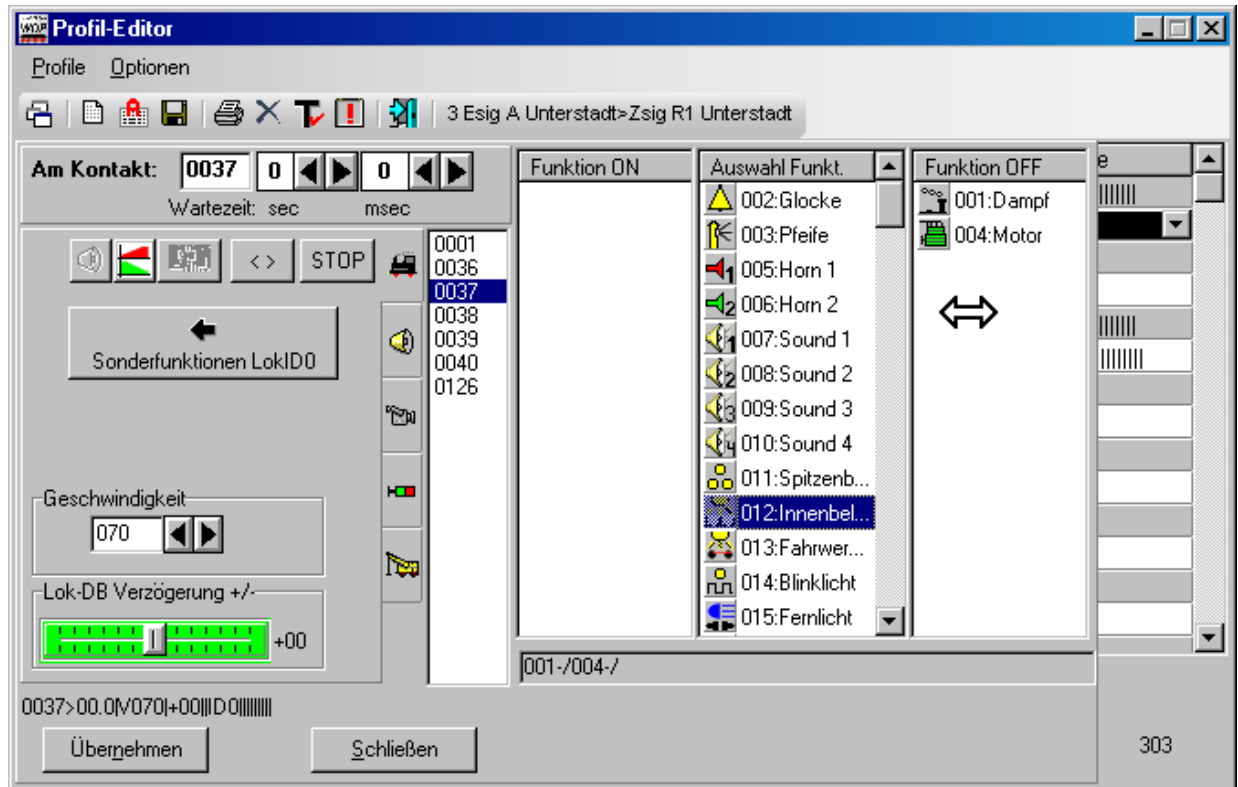 WDP Profil-Editor
Profile Optionen
3 Esig A Unterstadt>Zsig R1 Unterstadt
Am Kontakt: 0037 0 0
Wartezeit: sec msec
< > STOP
Sonderfunktionen LokID0
Geschwindigkeit
070
Lok-DB Verzögerung +/-
+00
0001
0036
0037
0038
0039
0040
0126
Funktion ON
Auswahl Funkt.
002:Glocke
003:Pfeife
005:Horn 1
006:Horn 2
007:Sound 1
008:Sound 2
009:Sound 3
010:Sound 4
011:Spitzenb...
012:Innenbel...
013:Fahrwer...
014:Blinklicht
015:Fernlicht
Funktion OFF
001:Dampf
004:Motor
e
001-/004-/
0037>00.0|V070|+00|||ID0||||||||
Übernehmen Schließen 303